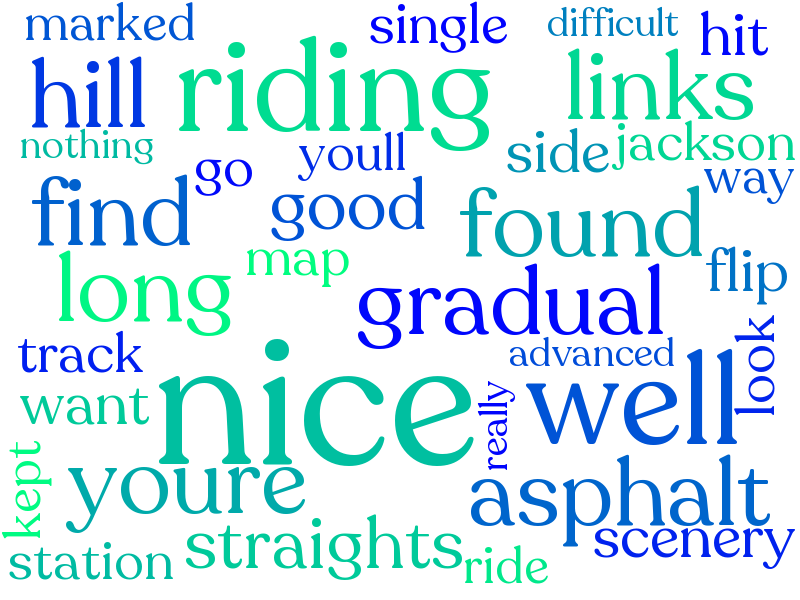 marked
single
difficult
hit
hill
riding
links
nothing
go
youll
side
jackson
way
find
good
found
long
map
flip
gradual
track
advanced
look
want
nice
really
well
kept
youre
asphalt
straights
scenery
station
ride